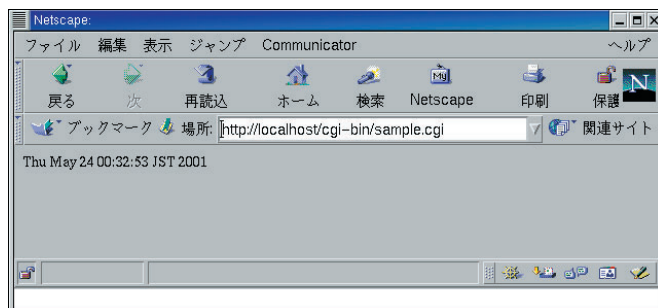 Netscape:
ファイル 編集 表示 ジャンプ Communicator ヘルプ
戻る 次 再読込 ホーム 検索 Netscape 印刷 保護
My N
ブックマーク 場所: http://localhost/cgi-bin/sample.cgi 関連サイト
Thu May 24 00:32:53 JST 2001